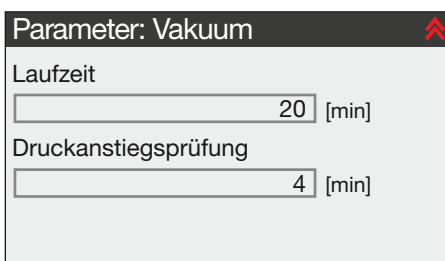 Parameter: Vakuum
Laufzeit
20 [min]
Druckanstiegsprüfung
4 [min]